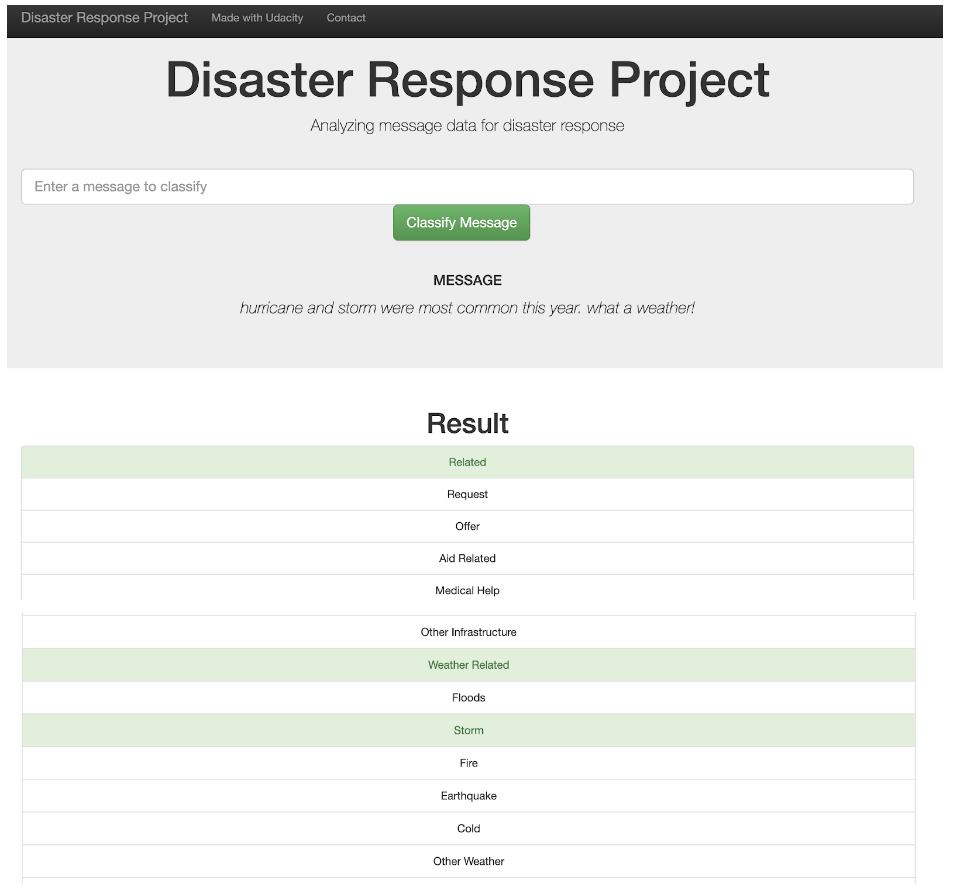 Disaster Response Project Made with Udacity Contact
Disaster Response Project
Analyzing message data for disaster response
Enter a message to classify
Classify Message
MESSAGE
hurricane and storm were most common this year. what a weather!
Result
Related
Request
Offer
Aid Related
Medical Help
Other Infrastructure
Weather Related
Floods
Storm
Fire
Earthquake
Cold
Other Weather